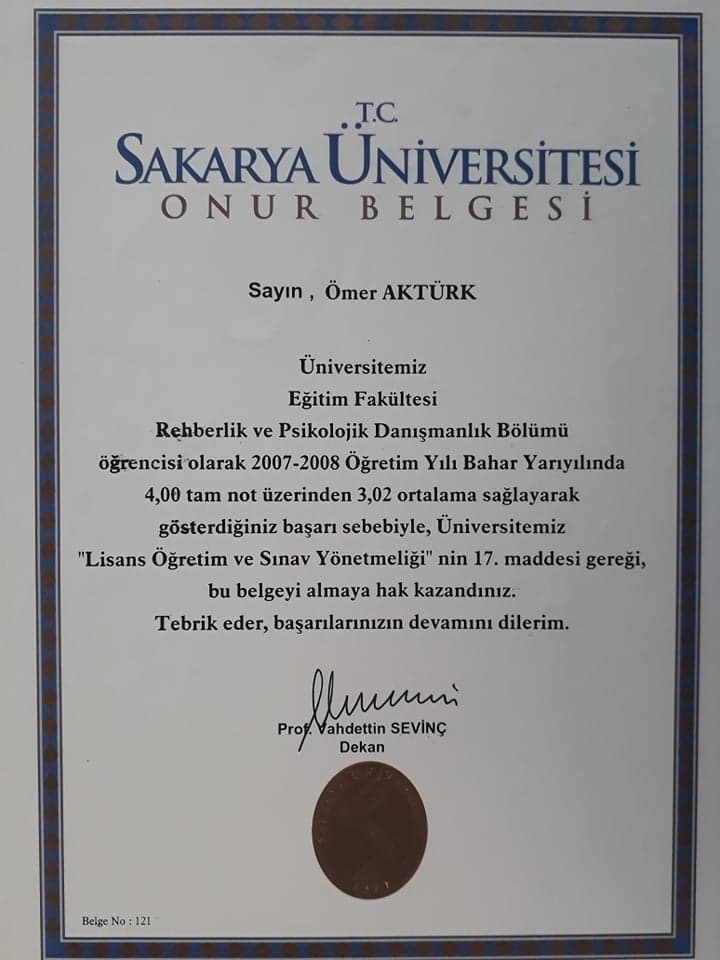 T.C.
SAKARYA ÜNİVERSİTESİ
ONUR BELGESİ
Sayın , Ömer AKTÜRK
Üniversitemiz
Eğitim Fakültesi
Rehberlik ve Psikolojik Danışmanlık Bölümü
öğrencisi olarak 2007-2008 Öğretim Yılı Bahar Yarıyılında
4,00 tam not üzerinden 3,02 ortalama sağlayarak
gösterdiğiniz başarı sebebiyle, Üniversitemiz
"Lisans Öğretim ve Sınav Yönetmeliği" nin 17. maddesi gereği,
bu belgeyi almaya hak kazandınız.
Tebrik eder, başarılarınızın devamını dilerim.
Prof. Vahdettin SEVİNÇ
Dekan
Belge No : 121